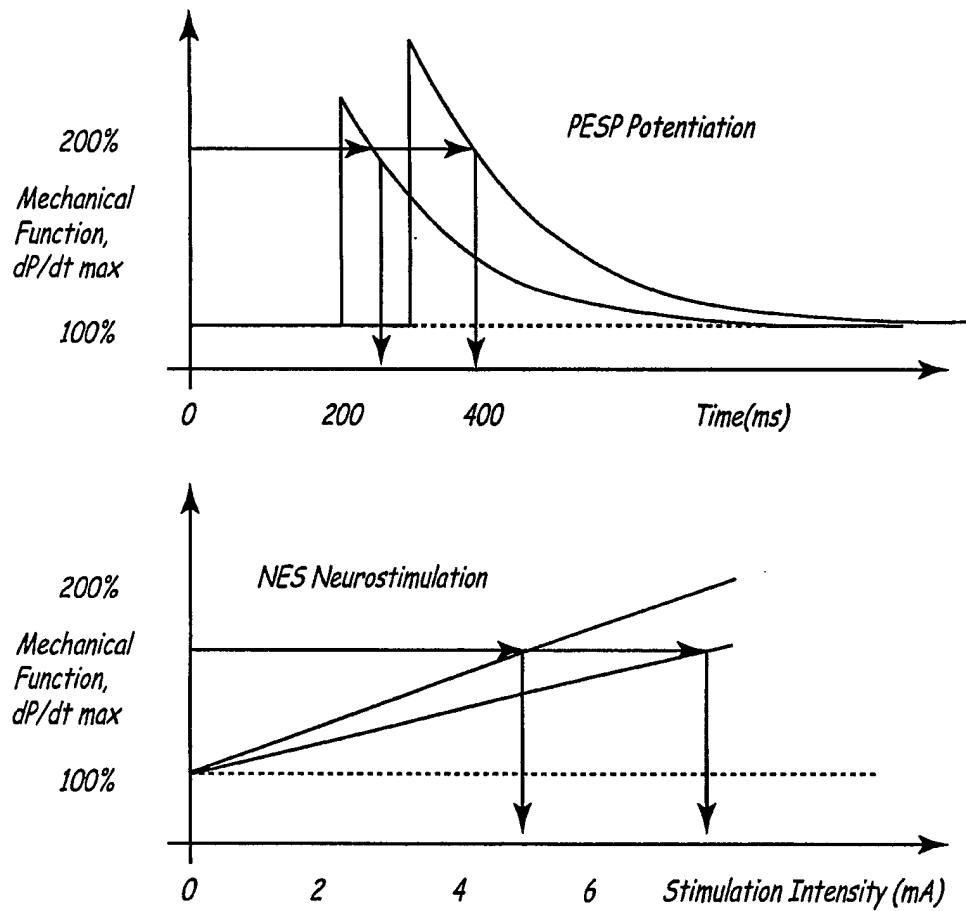 PESP Potentiation
200%
Mechanical
Function,
dP/dt max
100%
0 200 400 Time(ms)
NES Neurostimulation
200%
Mechanical
Function,
dP/dt max
100%
0 2 4 6 Stimulation Intensity (mA)